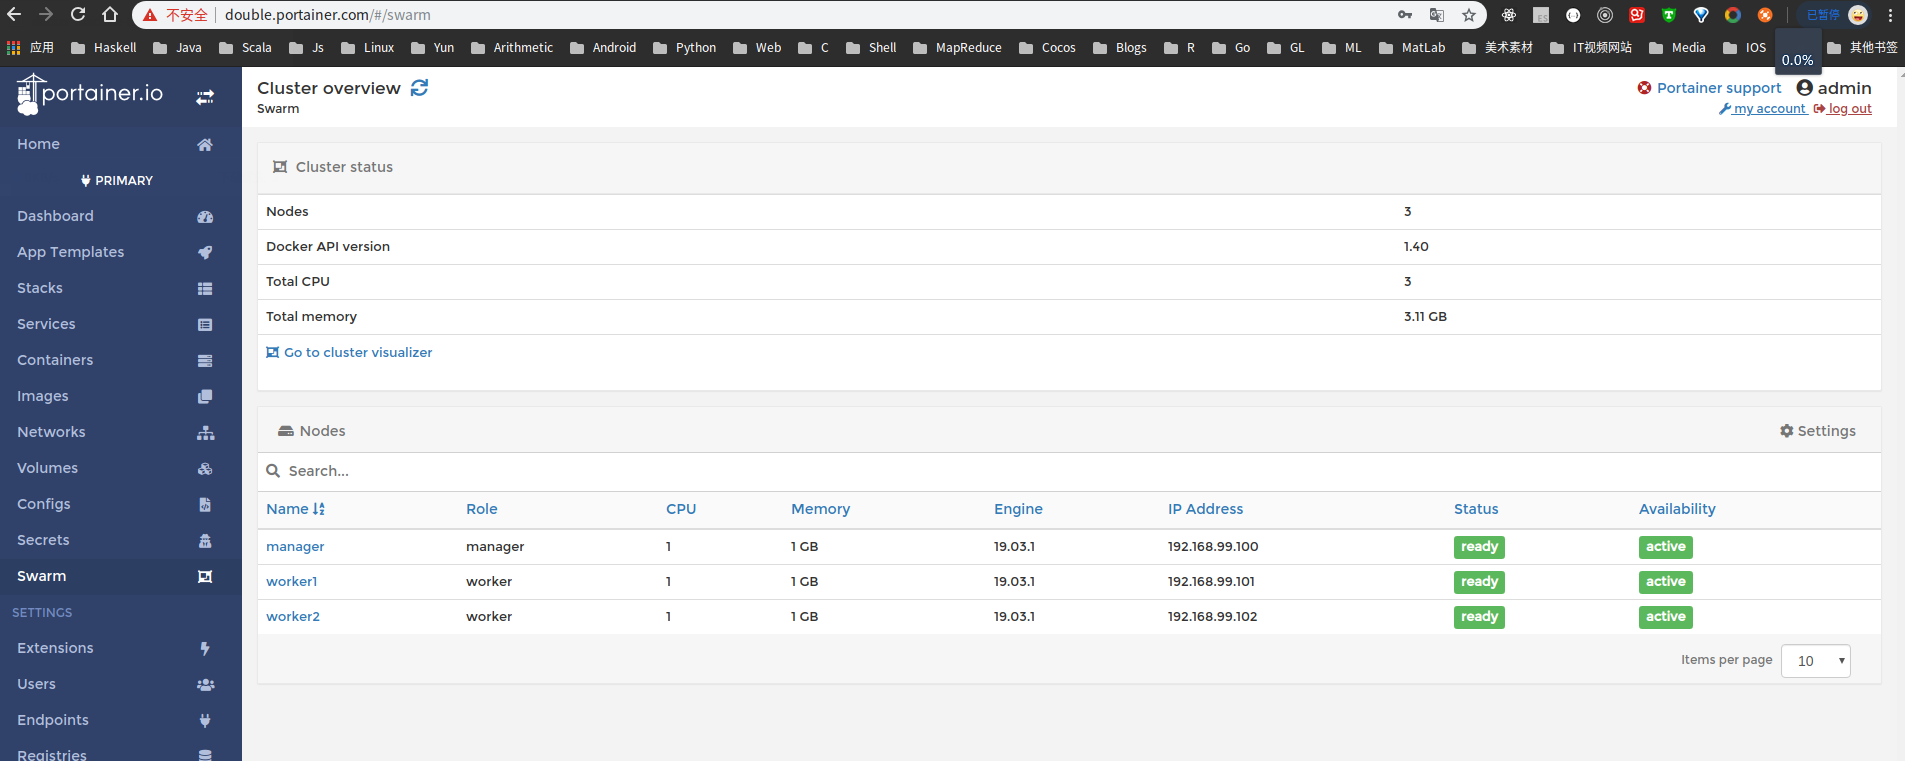 不安全 double.portainer.com/#/swarm 已暂停
应用 Haskell Java Scala Js Linux Yun Arithmetic Android Python Web C Shell MapReduce Cocos Blogs R Go GL ML MatLab 美术素材 IT视频网站 Media IOS 其他书签
0.0%
portainer.io
Home
PRIMARY
Dashboard
App Templates
Stacks
Services
Containers
Images
Networks
Volumes
Configs
Secrets
Swarm
SETTINGS
Extensions
Users
Endpoints
Registries
Cluster overview
Swarm
Portainer support admin
my account log out
Cluster status
Nodes 3
Docker API version 1.40
Total CPU 3
Total memory 3.11 GB
Go to cluster visualizer
Nodes Settings
Search...
Name Role CPU Memory Engine IP Address Status Availability
manager manager 1 1 GB 19.03.1 192.168.99.100 ready active
worker1 worker 1 1 GB 19.03.1 192.168.99.101 ready active
worker2 worker 1 1 GB 19.03.1 192.168.99.102 ready active
Items per page 10